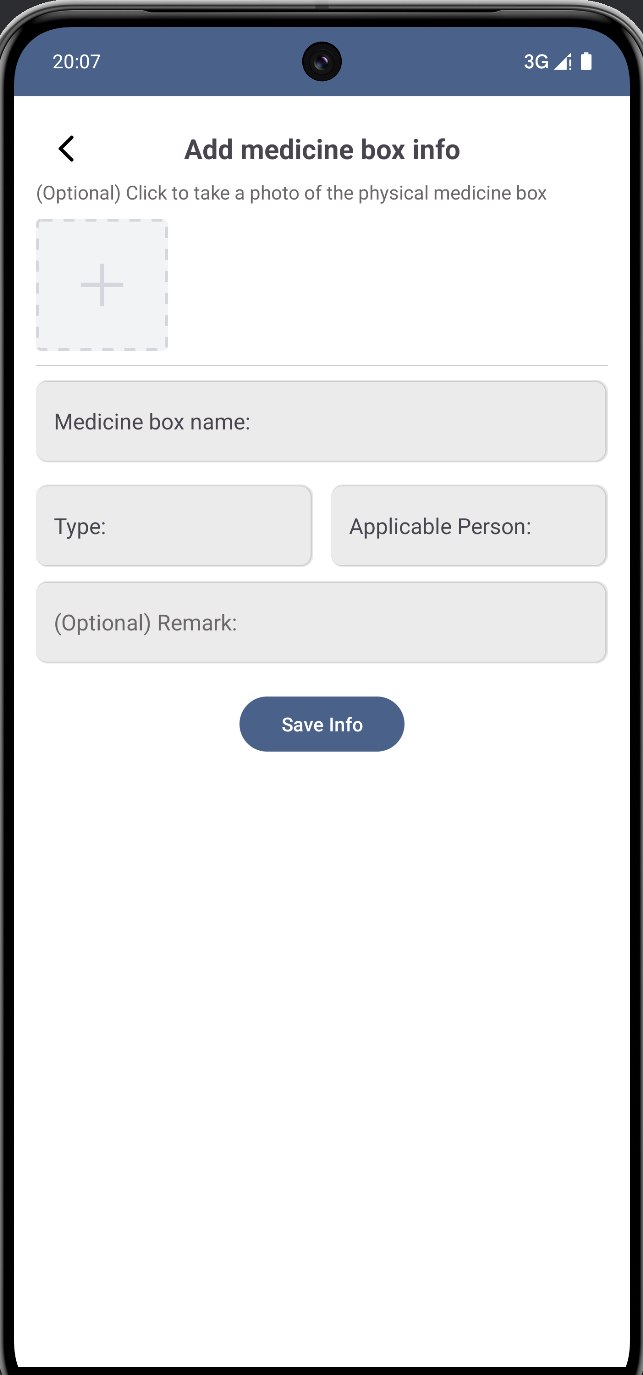 20:07
3G
Add medicine box info
(Optional) Click to take a photo of the physical medicine box
Medicine box name:
Type:
Applicable Person:
(Optional) Remark:
Save Info